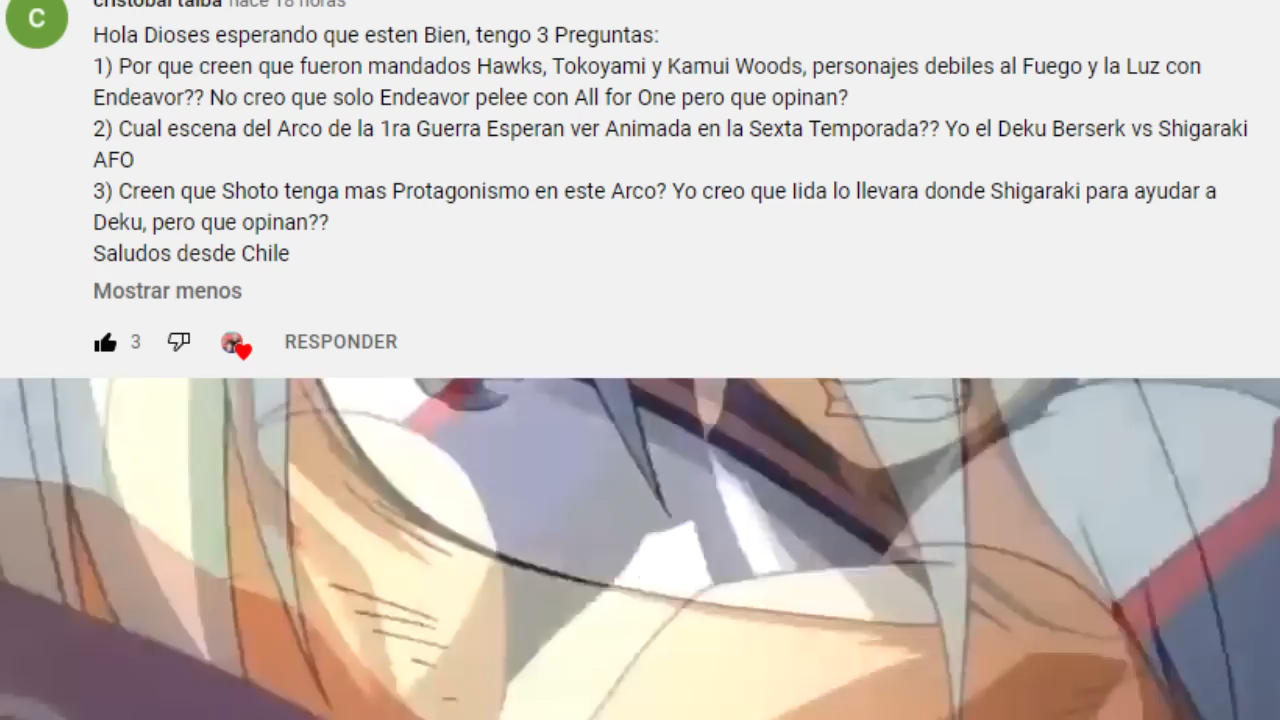 cristobal talba hace 18 horas
C
Hola Dioses esperando que esten Bien, tengo 3 Preguntas:
1) Por que creen que fueron mandados Hawks, Tokoyami y Kamui Woods, personajes debiles al Fuego y la Luz con
Endeavor?? No creo que solo Endeavor pelee con All for One pero que opinan?
2) Cual escena del Arco de la 1ra Guerra Esperan ver Animada en la Sexta Temporada?? Yo el Deku Berserk vs Shigaraki
AFO
3) Creen que Shoto tenga mas Protagonismo en este Arco? Yo creo que Iida lo llevara donde Shigaraki para ayudar a
Deku, pero que opinan??
Saludos desde Chile
Mostrar menos
3 RESPONDER